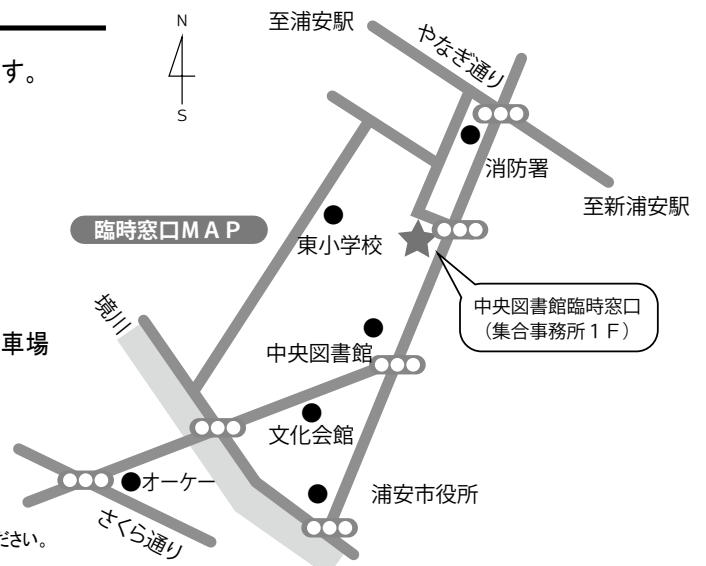 N
S
す。
至浦安駅
やなぎ通り
消防署
至新浦安駅
臨時窓口ＭＡＰ
東小学校
中央図書館臨時窓口
（集合事務所１Ｆ）
境川
車場
中央図書館
文化会館
オーケー
浦安市役所
さくら通り
ださい。